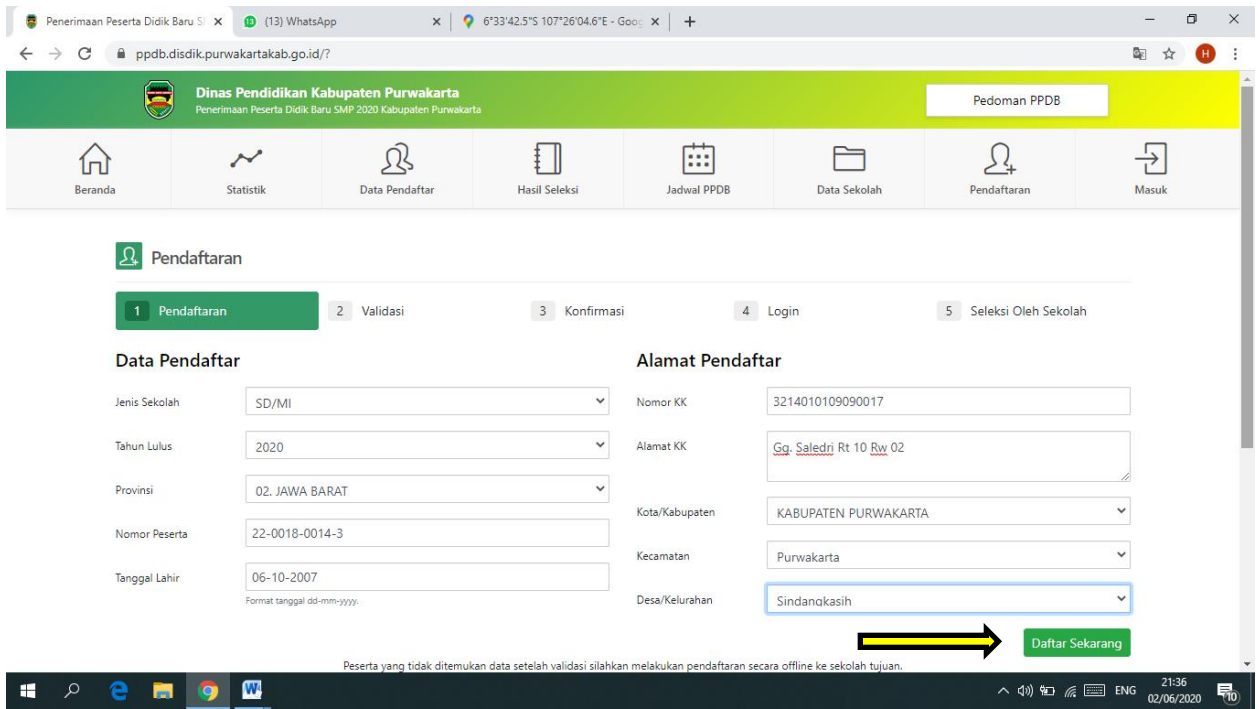 Penerimaan Peserta Didik Baru S
(13) WhatsApp
6°33'42.5"S 107°26'04.6"E - Goog
ppdb.disdik.purwakartakab.go.id/?
H
Dinas Pendidikan Kabupaten Purwakarta
Penerimaan Peserta Didik Baru SMP 2020 Kabupaten Purwakarta
Pedoman PPDB
Beranda
Statistik
Data Pendaftar
Hasil Seleksi
Jadwal PPDB
Data Sekolah
Pendaftaran
Masuk
Pendaftaran
1 Pendaftaran
2 Validasi
3 Konfirmasi
4 Login
5 Seleksi Oleh Sekolah
Data Pendaftar
Jenis Sekolah
SD/MI
Tahun Lulus
2020
Provinsi
02. JAWA BARAT
Nomor Peserta
22-0018-0014-3
Tanggal Lahir
06-10-2007
Format tanggal dd-mm-yyyy.
Alamat Pendaftar
Nomor KK
3214010109090017
Alamat KK
Gg. Saledri Rt 10 Rw 02
Kota/Kabupaten
KABUPATEN PURWAKARTA
Kecamatan
Purwakarta
Desa/Kelurahan
Sindangkasih
Daftar Sekarang
Peserta yang tidak ditemukan data setelah validasi silahkan melakukan pendaftaran secara offline ke sekolah tujuan.
ENG
21:36
02/06/2020
10